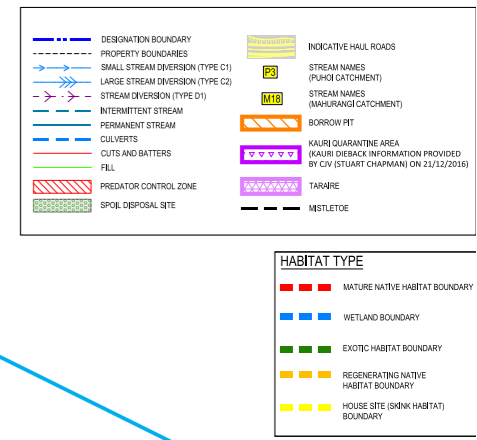 DESIGNATION BOUNDARY
PROPERTY BOUNDARIES
SMALL STREAM DIVERSION (TYPE C1)
LARGE STREAM DIVERSION (TYPE C2)
STREAM DIVERSION (TYPE D1)
INTERMITTENT STREAM
PERMANENT STREAM
CULVERTS
CUTS AND BATTERS
FILL
PREDATOR CONTROL ZONE
SPOIL DISPOSAL SITE
INDICATIVE HAUL ROADS
P3
STREAM NAMES
(PUHOI CATCHMENT)
M18
STREAM NAMES
(MAHURANGI CATCHMENT)
BORROW PIT
KAURI QUARANTINE AREA
(KAURI DIEBACK INFORMATION PROVIDED
BY CJV (STUART CHAPMAN) ON 21/12/2016)
TARAIRE
MISTLETOE
HABITAT TYPE
MATURE NATIVE HABITAT BOUNDARY
WETLAND BOUNDARY
EXOTIC HABITAT BOUNDARY
REGENERATING NATIVE
HABITAT BOUNDARY
HOUSE SITE (SKINK HABITAT)
BOUNDARY